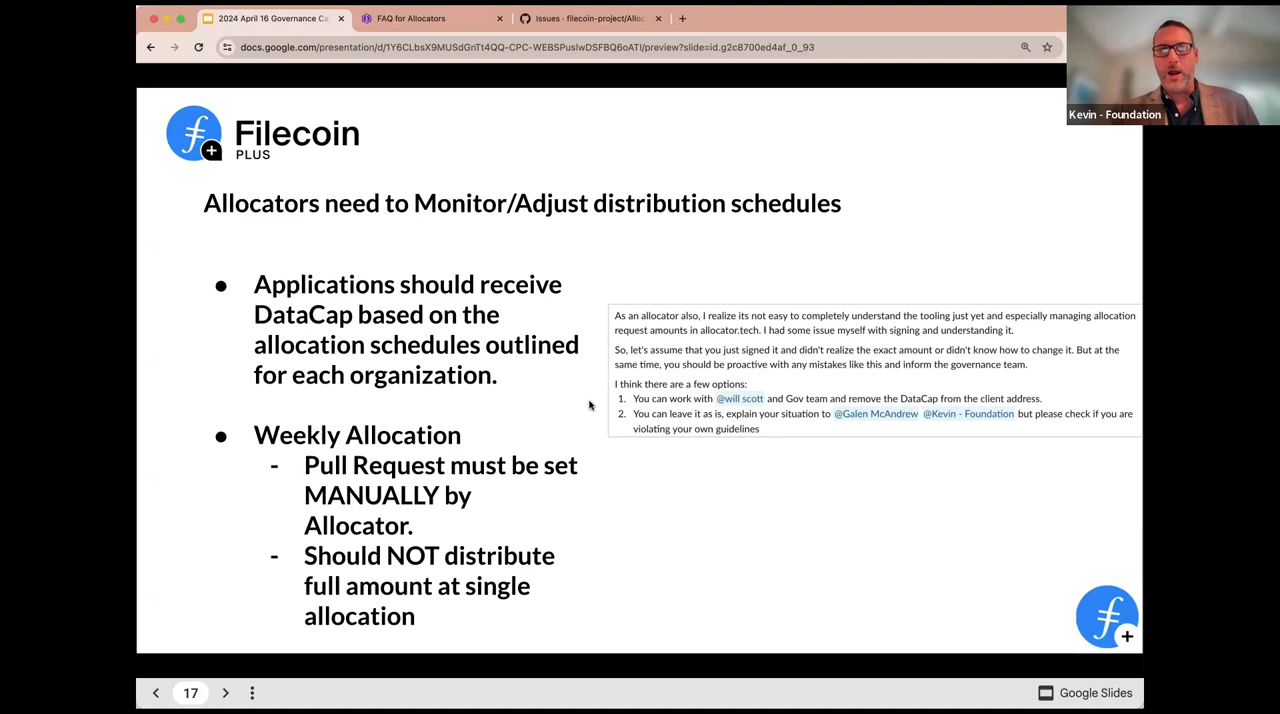 2024 April 16 Governance Ca
FAQ for Allocators
Issues · filecoin-project/Alloc
docs.google.com/presentation/d/1Y6CLbsX9MUSdGnTt4QQ-CPC-WEBSPuslwDSFBQ6oATI/preview?slide=id.g2c8700ed4af_0_93
Kevin - Foundation
Filecoin
PLUS
Allocators need to Monitor/Adjust distribution schedules
● Applications should receive
DataCap based on the
allocation schedules outlined
for each organization.
● Weekly Allocation
- Pull Request must be set
MANUALLY by
Allocator.
- Should NOT distribute
full amount at single
allocation
As an allocator also, I realize its not easy to completely understand the tooling just yet and especially managing allocation
request amounts in allocator.tech. I had some issue myself with signing and understanding it.
So, let's assume that you just signed it and didn't realize the exact amount or didn't know how to change it. But at the
same time, you should be proactive with any mistakes like this and inform the governance team.
I think there are a few options:
1. You can work with @will scott and Gov team and remove the DataCap from the client address.
2. You can leave it as is, explain your situation to @Galen McAndrew @Kevin - Foundation but please check if you are
violating your own guidelines
17
Google Slides